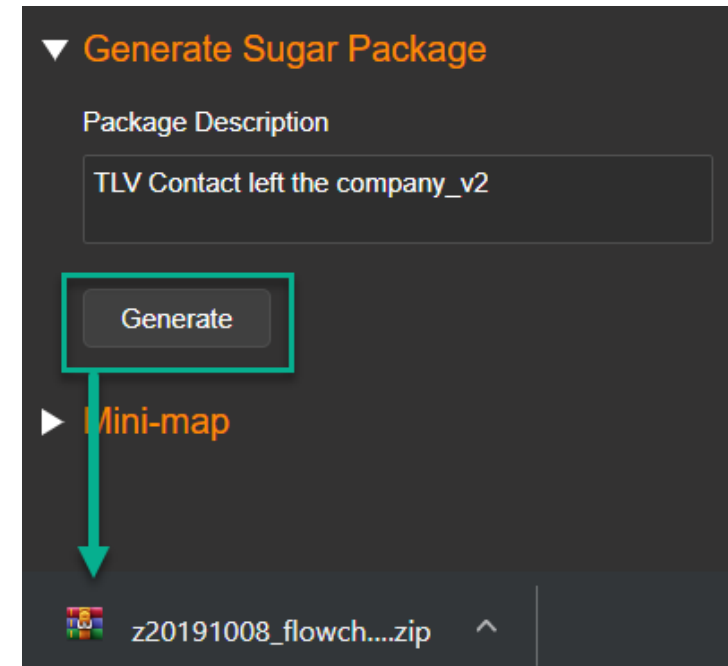 Generate Sugar Package
Package Description
TLV Contact left the company_v2
Generate
Mini-map
z20191008_flowch....zip